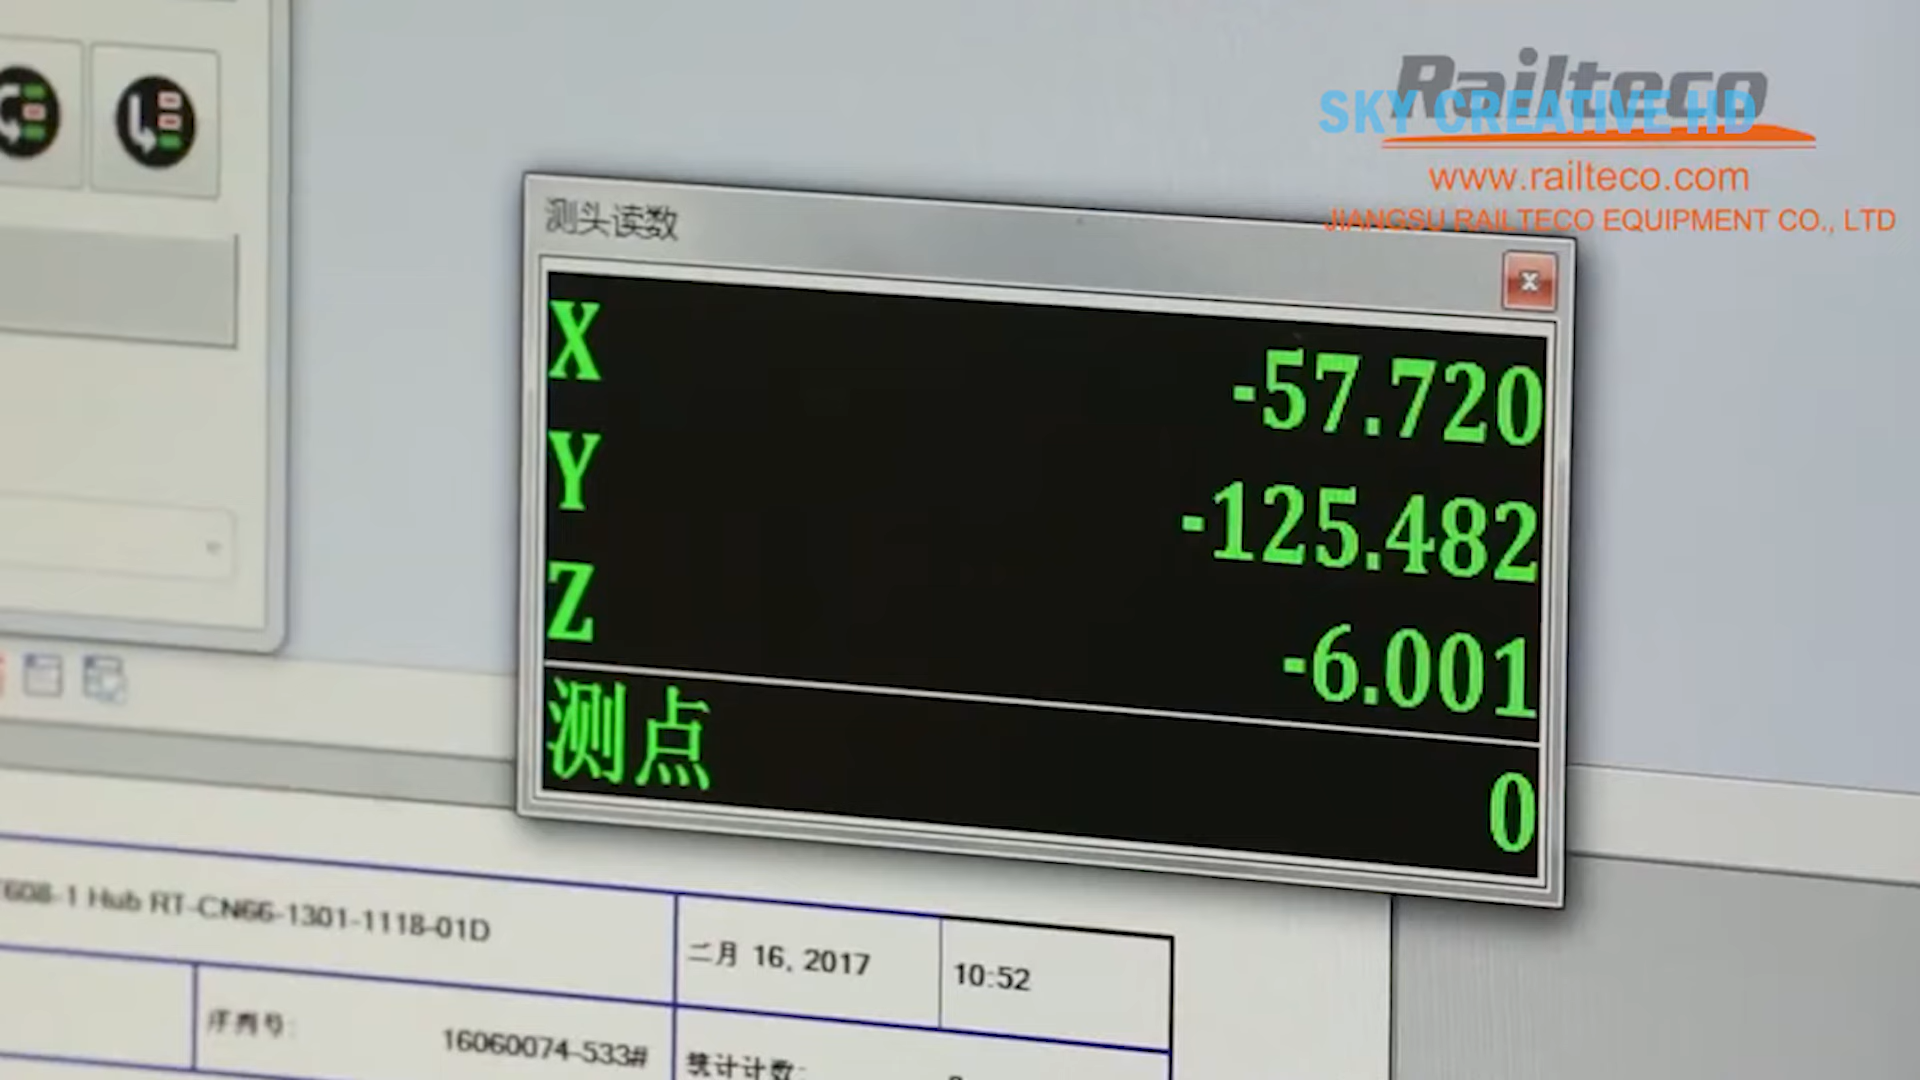 Railteco
SKY CREATIVE HD
www.railteco.com
JIANGSU RAILTECO EQUIPMENT CO., LTD
测头读数
X -57.720
Y -125.482
Z -6.001
测点 0
608-1 Hub RT-CN66-1301-1118-01D
二月 16, 2017
10:52
序列号:
16060074-533#
统计计数: